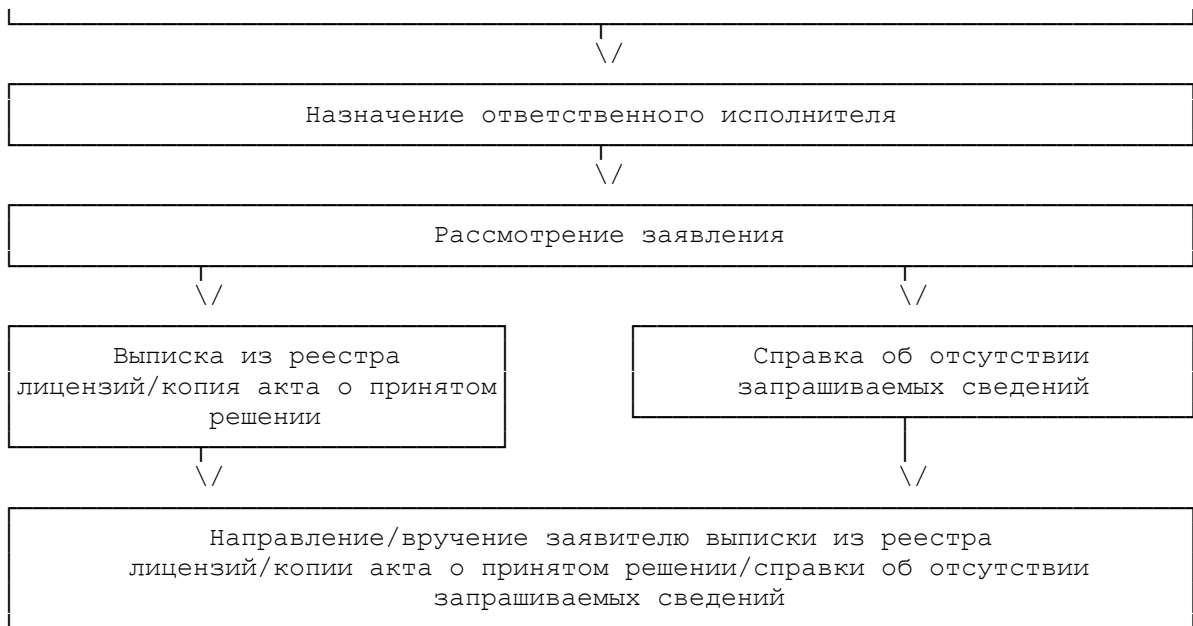 Назначение ответственного исполнителя
Рассмотрение заявления
Выписка из реестра
лицензий/копия акта о принятом
решении
Справка об отсутствии
запрашиваемых сведений
Направление/вручение заявителю выписки из реестра
лицензий/копии акта о принятом решении/справки об отсутствии
запрашиваемых сведений